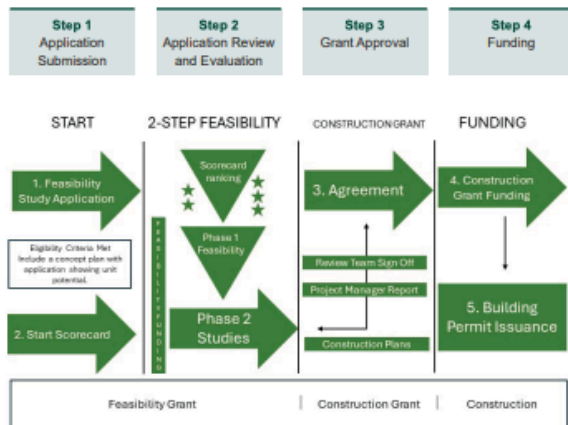 Step 1
Application
Submission
Step 2
Application Review
and Evaluation
Step 3
Grant Approval
Step 4
Funding
START
2-STEP FEASIBILITY
CONSTRUCTION GRANT
FUNDING
1. Feasibility
Study Application
Eligibility Criteria Met
Include a concept plan with
application showing unit
potential.
2. Start Scorecard
FEASIBILITY FUNDING
Scorecard
ranking
Phase 1
Feasibility
Phase 2
Studies
3. Agreement
Review Team Sign Off
Project Manager Report
Construction Plans
4. Construction
Grant Funding
5. Building
Permit Issuance
Feasibility Grant
Construction Grant
Construction